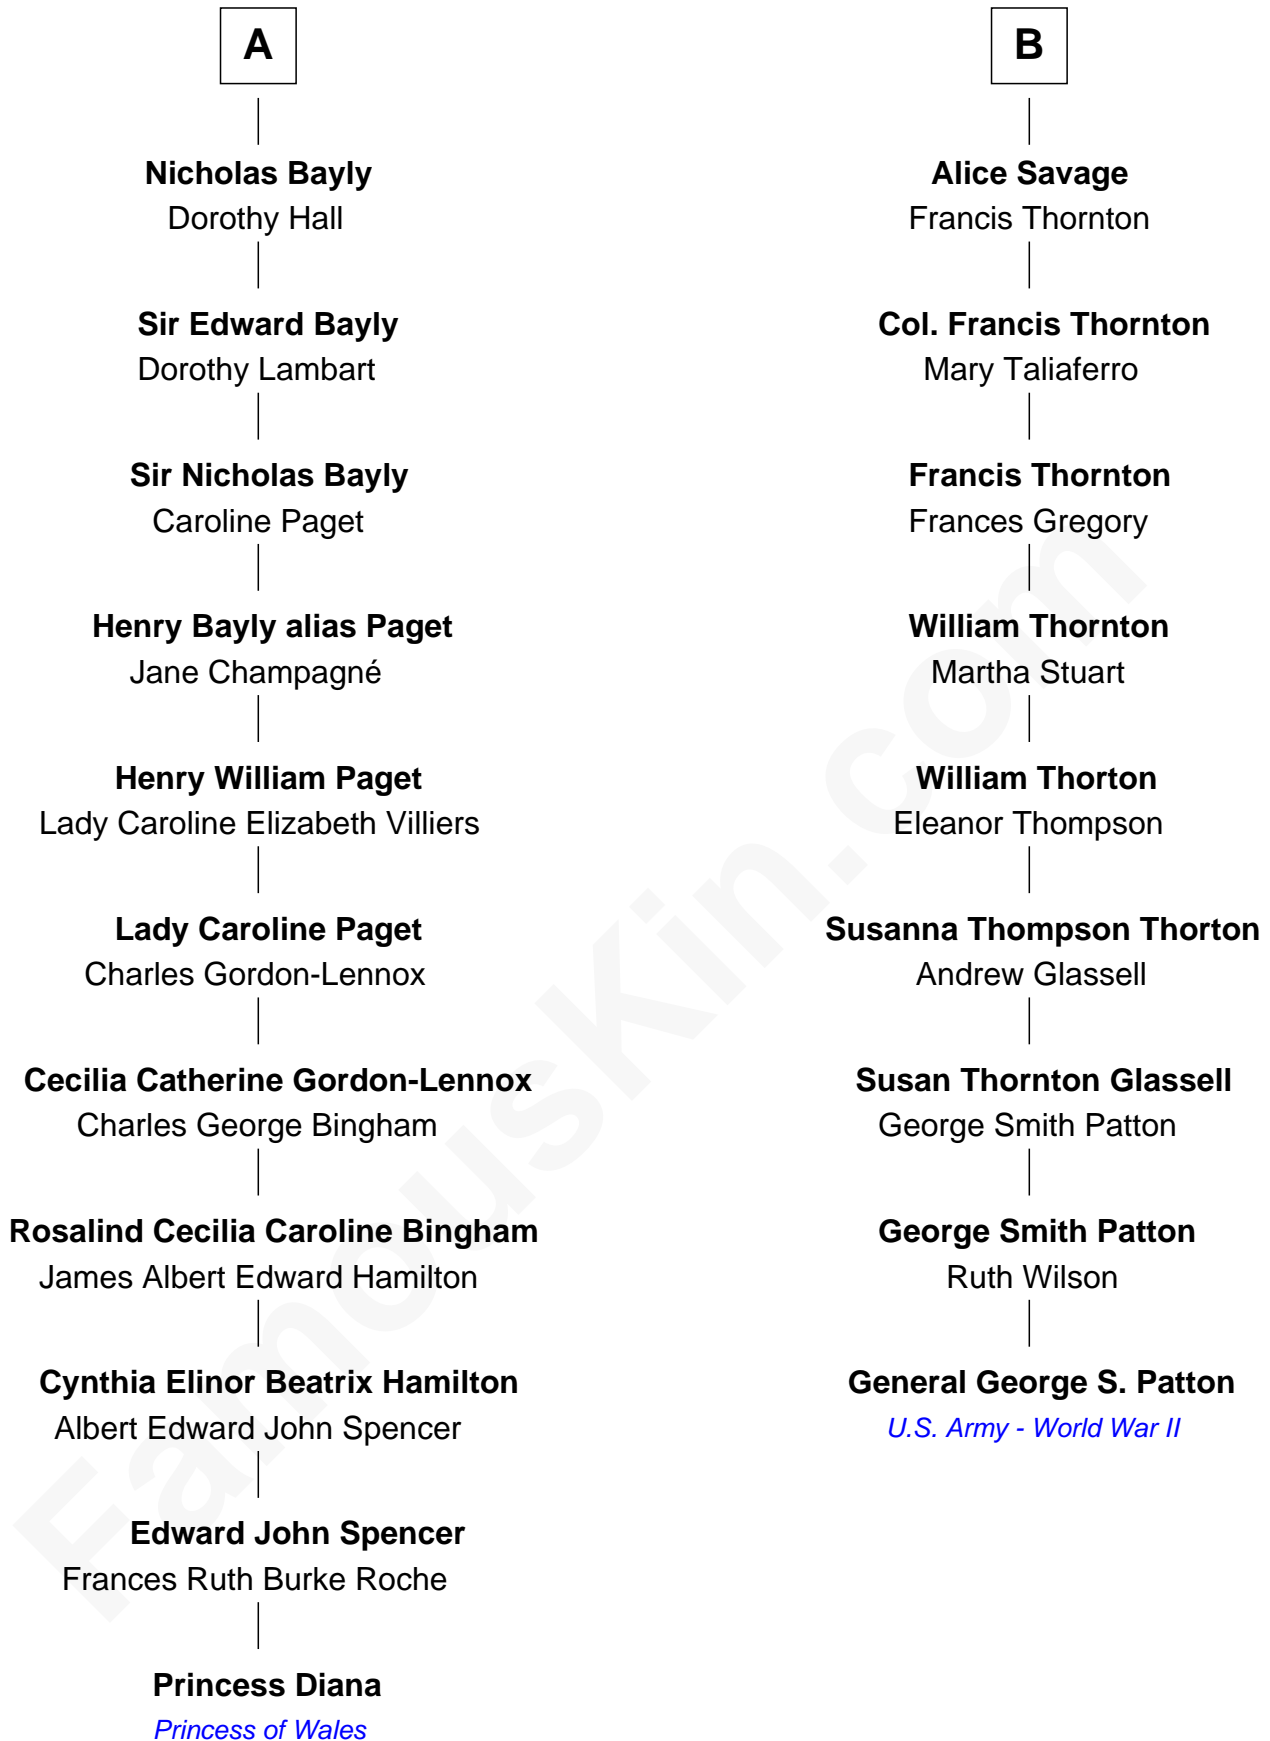 A
Nicholas Bayly
Dorothy Hall
Sir Edward Bayly
Dorothy Lambart
Sir Nicholas Bayly
Caroline Paget
Henry Bayly alias Paget
Jane Champagné
Henry William Paget
Lady Caroline Elizabeth Villiers
Lady Caroline Paget
Charles Gordon-Lennox
Cecilia Catherine Gordon-Lennox
Charles George Bingham
Rosalind Cecilia Caroline Bingham
James Albert Edward Hamilton
Cynthia Elinor Beatrix Hamilton
Albert Edward John Spencer
Edward John Spencer
Frances Ruth Burke Roche
Princess Diana
Princess of Wales
B
Alice Savage
Francis Thornton
Col. Francis Thornton
Mary Taliaferro
Francis Thornton
Frances Gregory
William Thornton
Martha Stuart
William Thorton
Eleanor Thompson
Susanna Thompson Thorton
Andrew Glassell
Susan Thornton Glassell
George Smith Patton
George Smith Patton
Ruth Wilson
General George S. Patton
U.S. Army - World War II
FamousKin.com